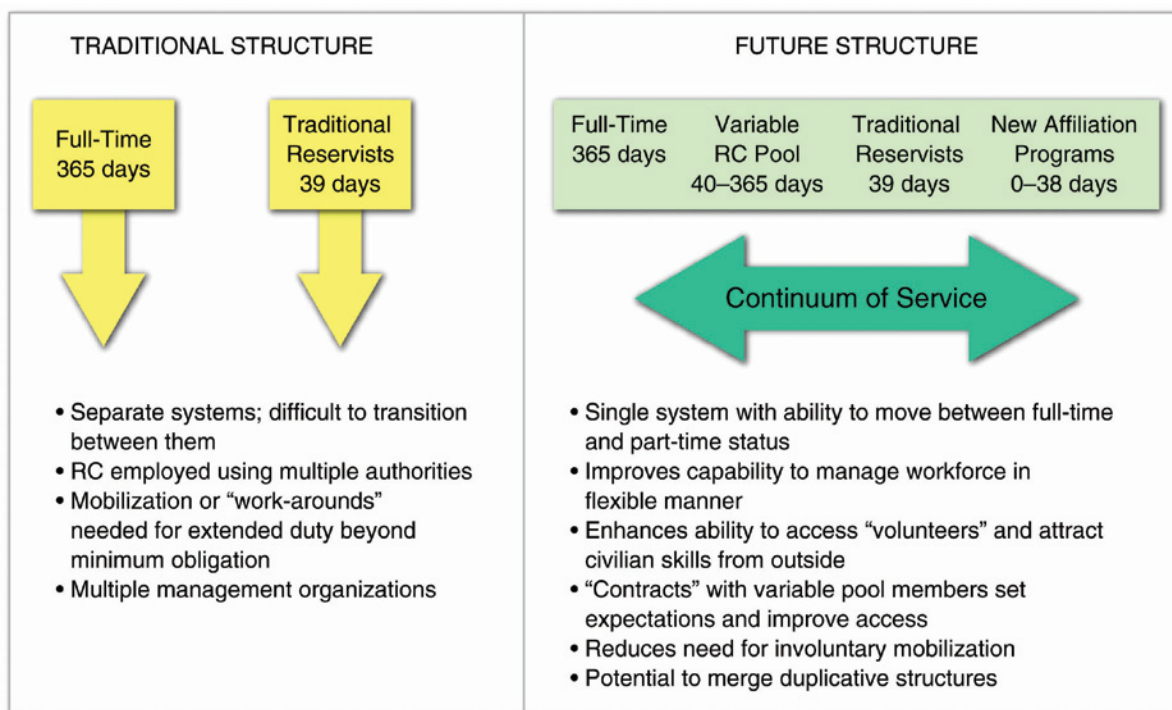 TRADITIONAL STRUCTURE
Full-Time
365 days
Traditional
Reservists
39 days
• Separate systems; difficult to transition
between them
• RC employed using multiple authorities
• Mobilization or “work-arounds”
needed for extended duty beyond
minimum obligation
• Multiple management organizations
FUTURE STRUCTURE
Full-Time
365 days
Variable
RC Pool
40–365 days
Traditional
Reservists
39 days
New Affiliation
Programs
0–38 days
Continuum of Service
• Single system with ability to move between full-time
and part-time status
• Improves capability to manage workforce in
flexible manner
• Enhances ability to access “volunteers” and attract
civilian skills from outside
• “Contracts” with variable pool members set
expectations and improve access
• Reduces need for involuntary mobilization
• Potential to merge duplicative structures